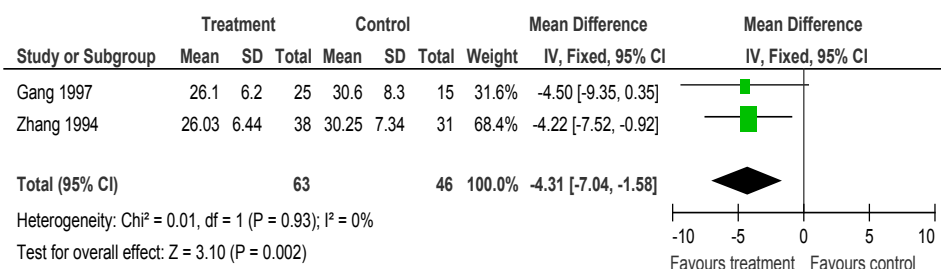 Treatment Control Mean Difference Mean Difference
Study or Subgroup Mean SD Total Mean SD Total Weight IV, Fixed, 95% CI IV, Fixed, 95% CI
Gang 1997 26.1 6.2 25 30.6 8.3 15 31.6% -4.50 [-9.35, 0.35]
Zhang 1994 26.03 6.44 38 30.25 7.34 31 68.4% -4.22 [-7.52, -0.92]
Total (95% CI) 63 46 100.0% -4.31 [-7.04, -1.58]
Heterogeneity: Chi² = 0.01, df = 1 (P = 0.93); I² = 0%
Test for overall effect: Z = 3.10 (P = 0.002)
-10 -5 0 5 10
Favours treatment Favours control